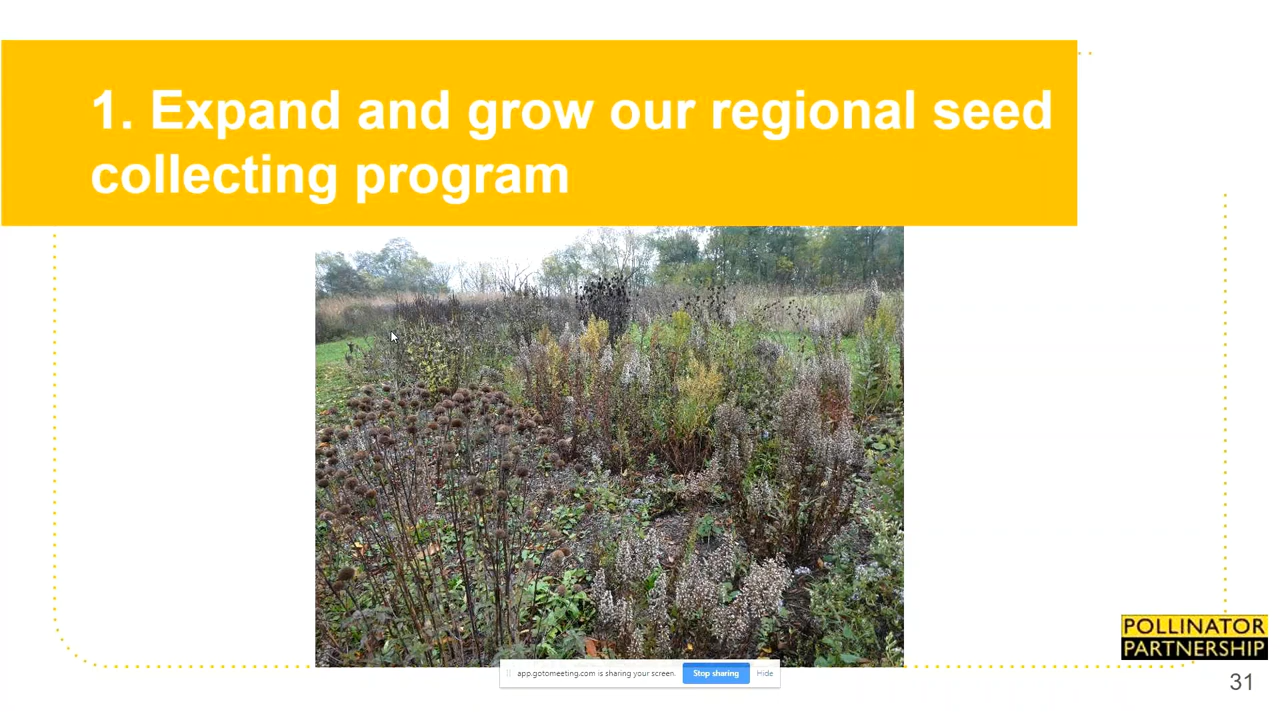 1. Expand and grow our regional seed
collecting program
POLLINATOR
PARTNERSHIP
app.gotomeeting.com is sharing your screen.
Stop sharing
Hide
31